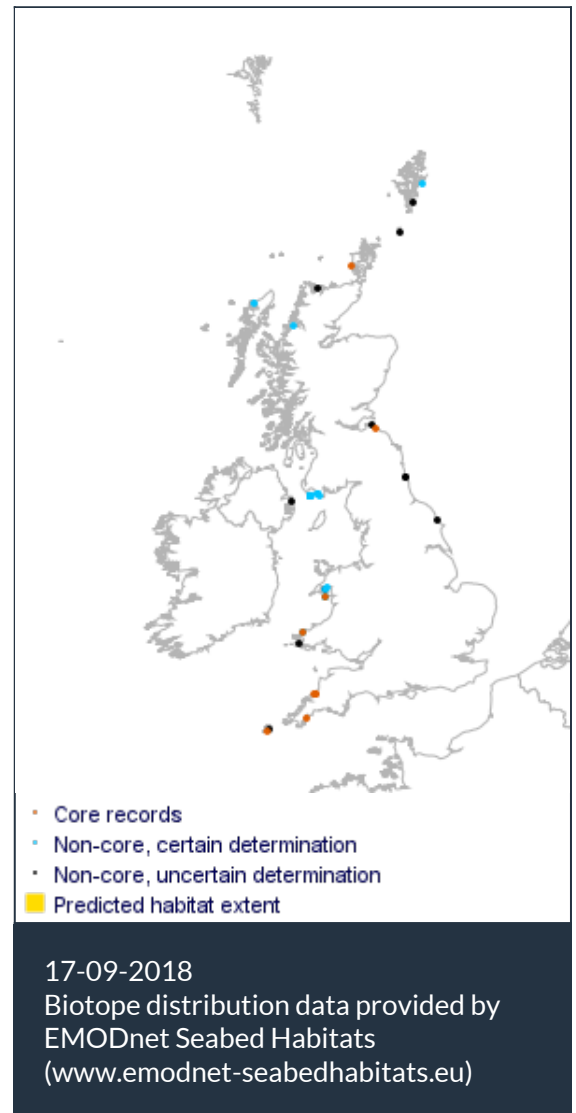 Core records
Non-core, certain determination
Non-core, uncertain determination
Predicted habitat extent
17-09-2018
Biotope distribution data provided by
EMODnet Seabed Habitats
(www.emodnet-seabedhabitats.eu)